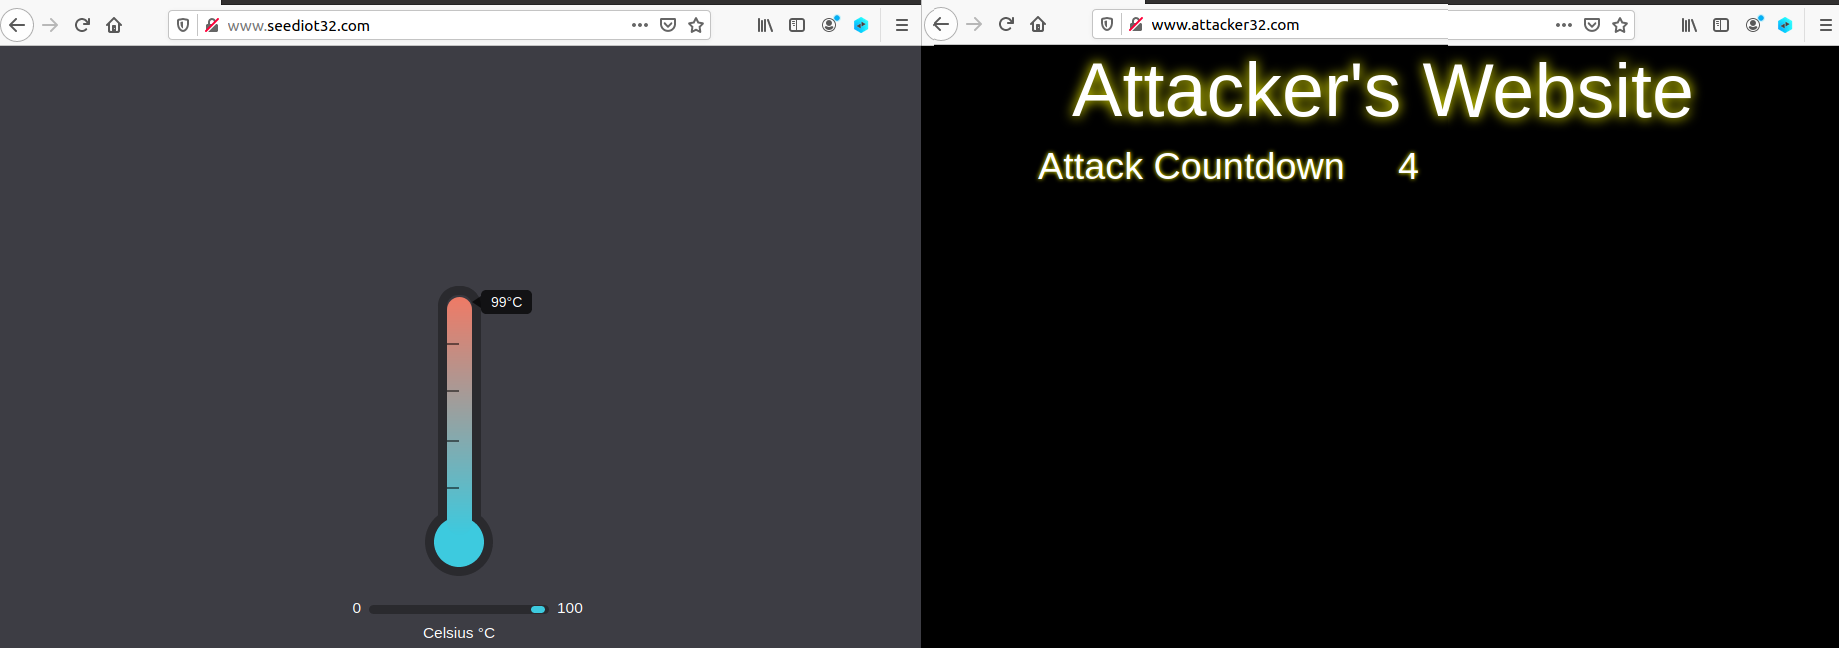 www.seediot32.com
99°C
0 100
Celsius °C
www.attacker32.com
Attacker's Website
Attack Countdown 4